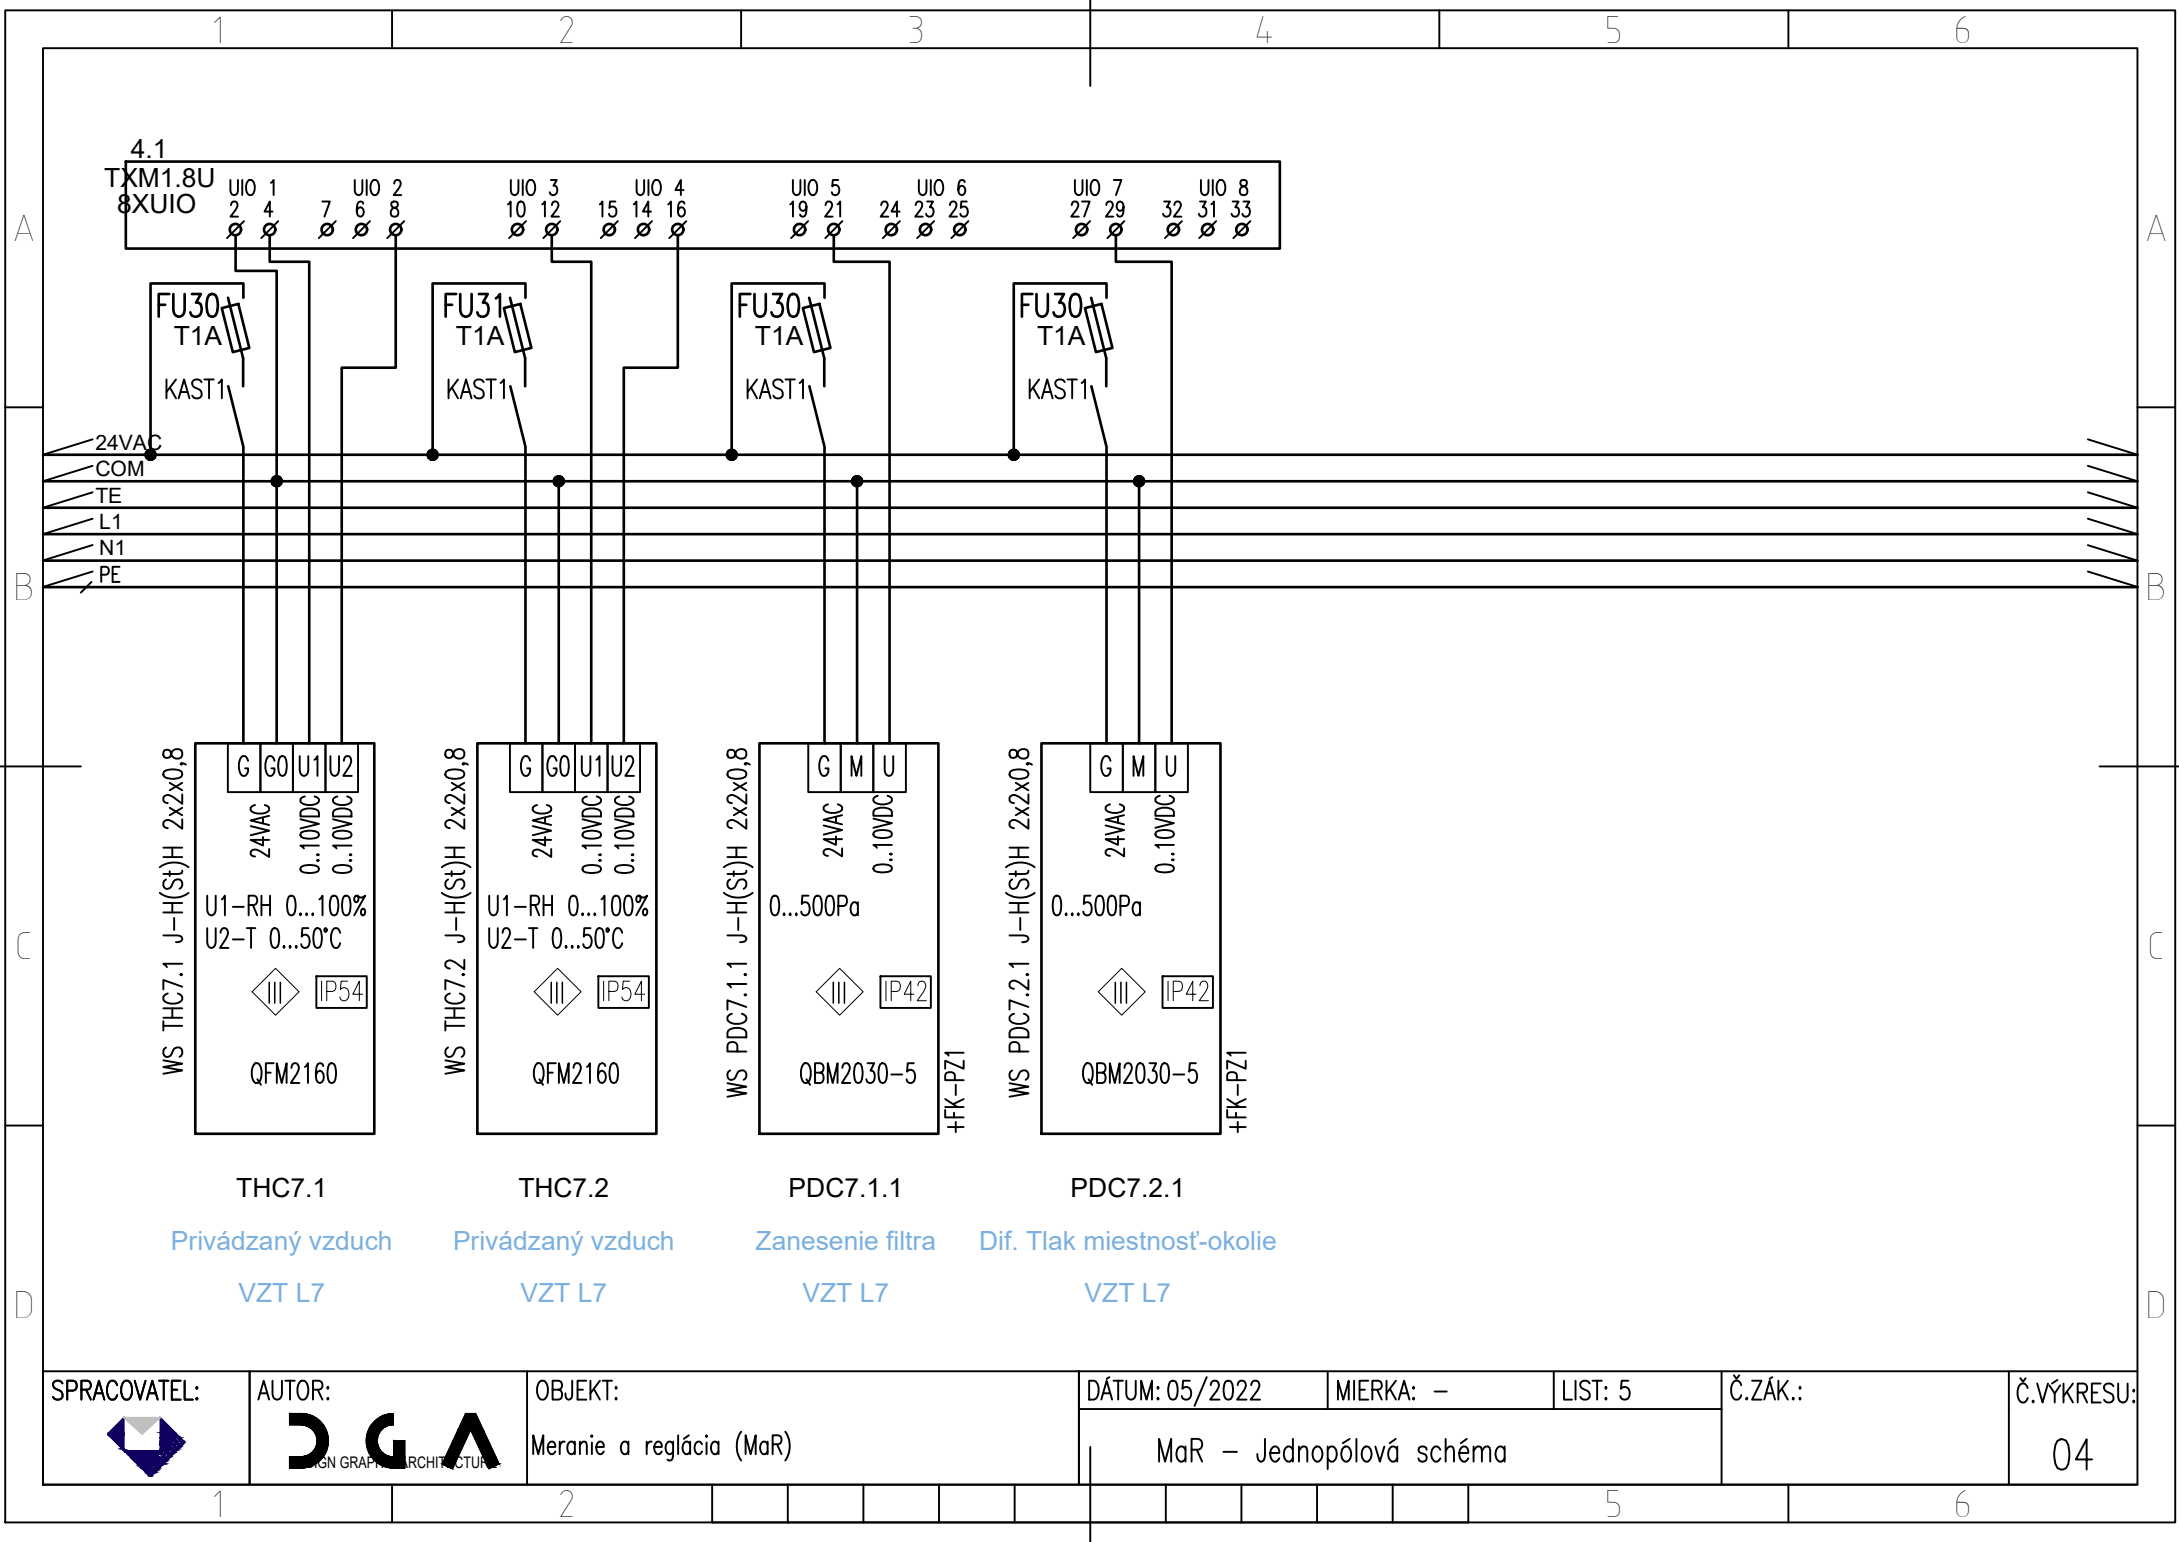 1 2 3 4 5 6
A A
B B
C C
D D
4.1
TXM1.8U
8XUIO
UIO 1 UIO 2 UIO 3 UIO 4 UIO 5 UIO 6 UIO 7 UIO 8
2 4 7 6 8 10 12 15 14 16 19 21 24 23 25 27 29 32 31 33
FU30 FU31 FU30 FU30
T1A T1A T1A T1A
KAST1 KAST1 KAST1 KAST1
24VAC
COM
TE
L1
N1
PE
WS THC7.1 J-H(St)H 2x2x0,8
G G0 U1 U2
24VAC 0..10VDC 0..10VDC
U1-RH 0...100%
U2-T 0...50°C
III IP54
QFM2160
WS THC7.2 J-H(St)H 2x2x0,8
G G0 U1 U2
24VAC 0..10VDC 0..10VDC
U1-RH 0...100%
U2-T 0...50°C
III IP54
QFM2160
WS PDC7.1.1 J-H(St)H 2x2x0,8
G M U
24VAC 0..10VDC
0...500Pa
III IP42
QBM2030-5
+FK-PZ1
WS PDC7.2.1 J-H(St)H 2x2x0,8
G M U
24VAC 0..10VDC
0...500Pa
III IP42
QBM2030-5
+FK-PZ1
THC7.1 THC7.2 PDC7.1.1 PDC7.2.1
Privádzaný vzduch Privádzaný vzduch Zanesenie filtra Dif. Tlak miestnosť-okolie
VZT L7 VZT L7 VZT L7 VZT L7
SPRACOVATEL: AUTOR: OBJEKT: DÁTUM: 05/2022 MIERKA: - LIST: 5 Č.ZÁK.: Č.VÝKRESU:
DGA
Meranie a reglácia (MaR) MaR - Jednopólová schéma 04
1 2 5 6